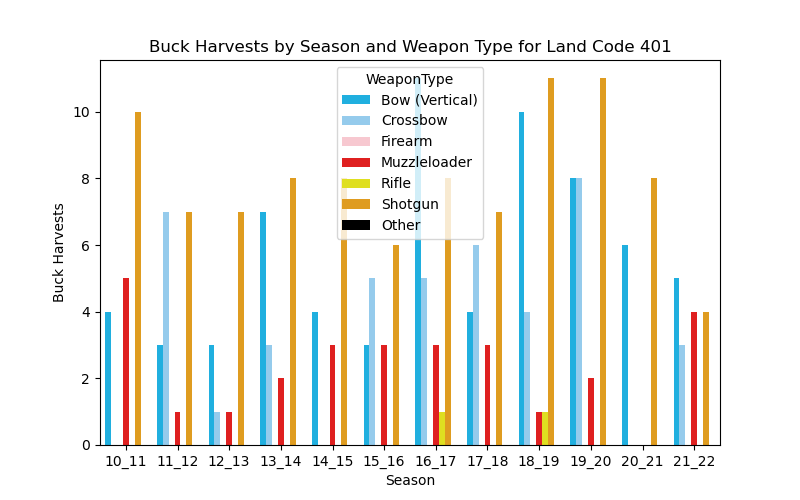 Buck Harvests by Season and Weapon Type for Land Code 401
WeaponType
Bow (Vertical)
Crossbow
Firearm
Muzzleloader
Rifle
Shotgun
Other
Buck Harvests
10
8
6
4
2
0
10_11 11_12 12_13 13_14 14_15 15_16 16_17 17_18 18_19 19_20 20_21 21_22
Season